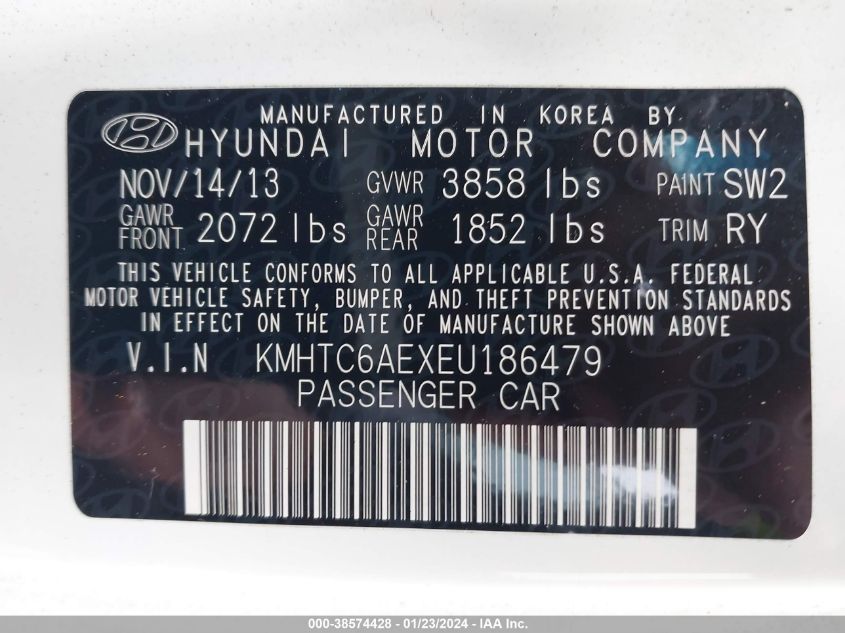 MANUFACTURED IN KOREA BY
HYUNDAI MOTOR COMPANY
NOV/14/13 GVWR 3858 lbs PAINT SW2
GAWR FRONT 2072 lbs GAWR REAR 1852 lbs TRIM RY
THIS VEHICLE CONFORMS TO ALL APPLICABLE U.S.A. FEDERAL
MOTOR VEHICLE SAFETY, BUMPER, AND THEFT PREVENTION STANDARDS
IN EFFECT ON THE DATE OF MANUFACTURE SHOWN ABOVE.
V.I.N KMHTC6AEXEU186479
PASSENGER CAR
000-38574428 - 01/23/2024 - IAAI Inc.